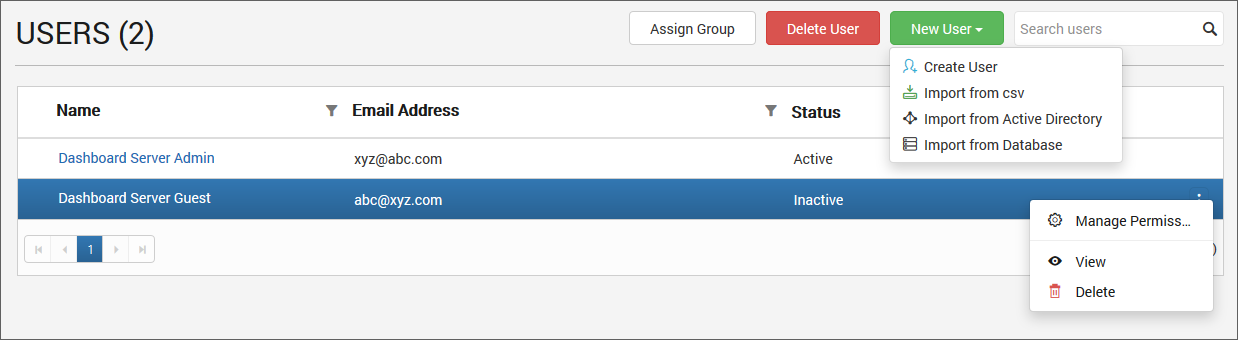 USERS (2)
Assign Group
Delete User
New User
Search users
Create User
Import from csv
Import from Active Directory
Import from Database
Name
Email Address
Status
Dashboard Server Admin
xyz@abc.com
Active
Dashboard Server Guest
abc@xyz.com
Inactive
Manage Permiss...
View
Delete
1
)